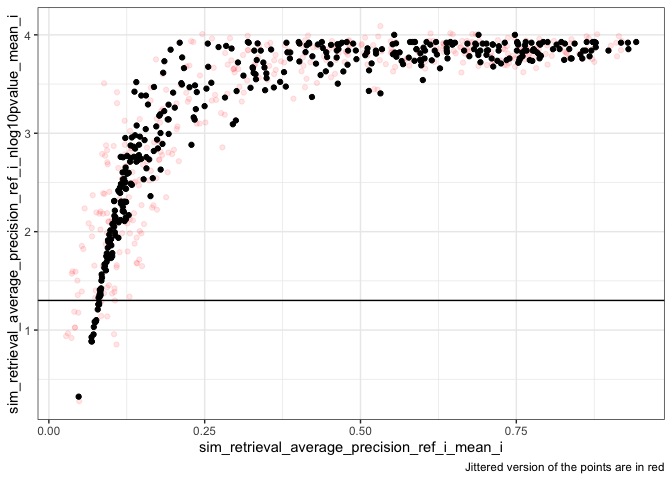 sim_retrieval_average_precision_ref_i_nlog10pvalue_mean_i
4
3
2
1
0.00
0.25
0.50
0.75
sim_retrieval_average_precision_ref_i_mean_i
Jittered version of the points are in red